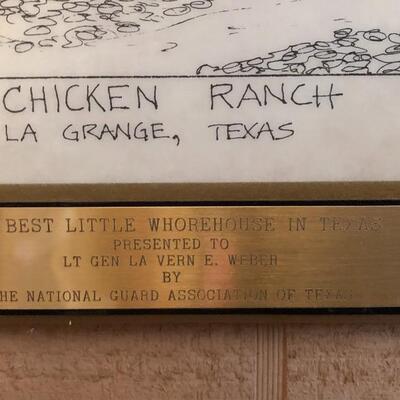 CHICKEN RANCH
LA GRANGE, TEXAS
BEST LITTLE WHOREHOUSE IN TEXAS
PRESENTED TO
LT GEN LA VERN E. WEBER
BY
HE NATIONAL GUARD ASSOCIATION OF TEXAS